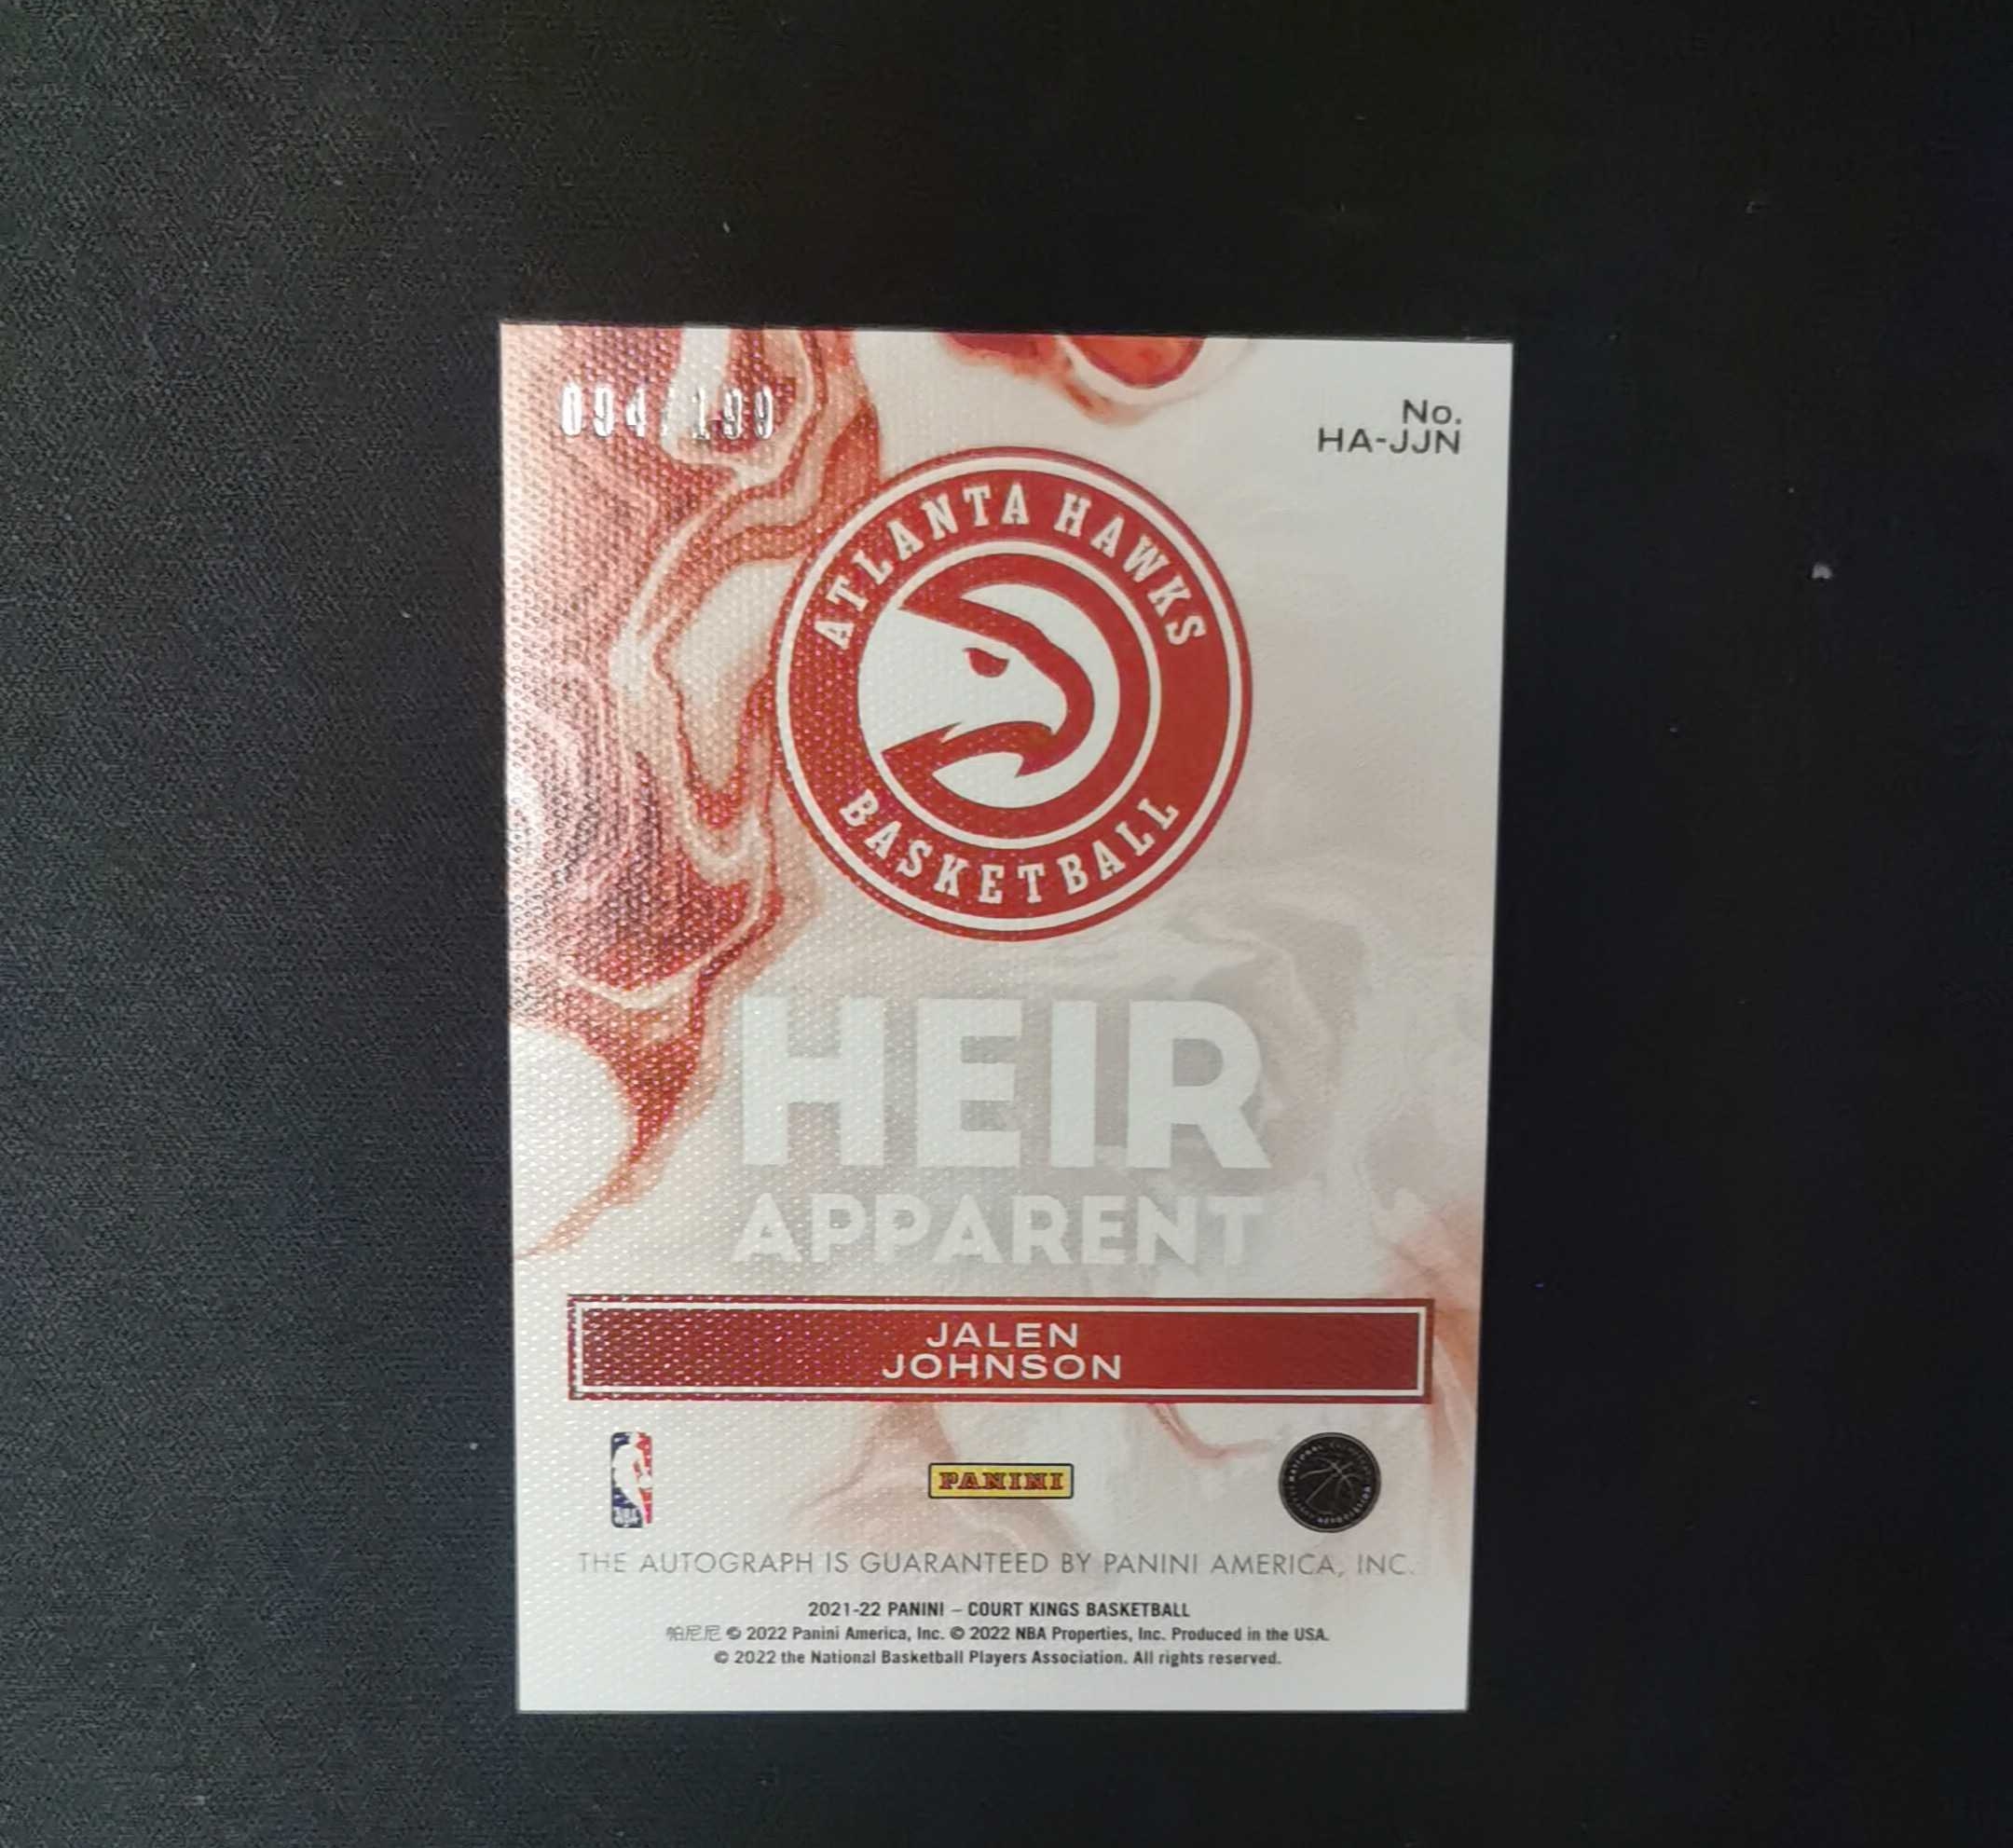 094/199
No.
HA-JJN
ATLANTA HAWKS
BASKETBALL
HEIR
APPARENT
JALEN
JOHNSON
NBA
PANINI
THE AUTOGRAPH IS GUARANTEED BY PANINI AMERICA, INC.
2021-22 PANINI – COURT KINGS BASKETBALL
帕尼尼 © 2022 Panini America, Inc. © 2022 NBA Properties, Inc. Produced in the USA.
© 2022 the National Basketball Players Association. All rights reserved.